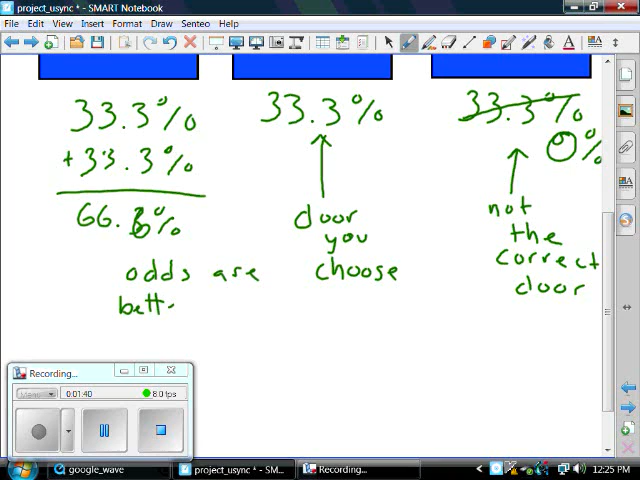 project_usync * - SMART Notebook
File Edit View Insert Format Draw Senteo Help
33.3% 33.3% 33.3%
+33.3% 0%
66.6%
door
you
choose
not
the
correct
door
odds are
bett
Recording...
Menu
0:01:40 8.0 fps
google_wave project_usync * - ... Recording... 12:25 PM